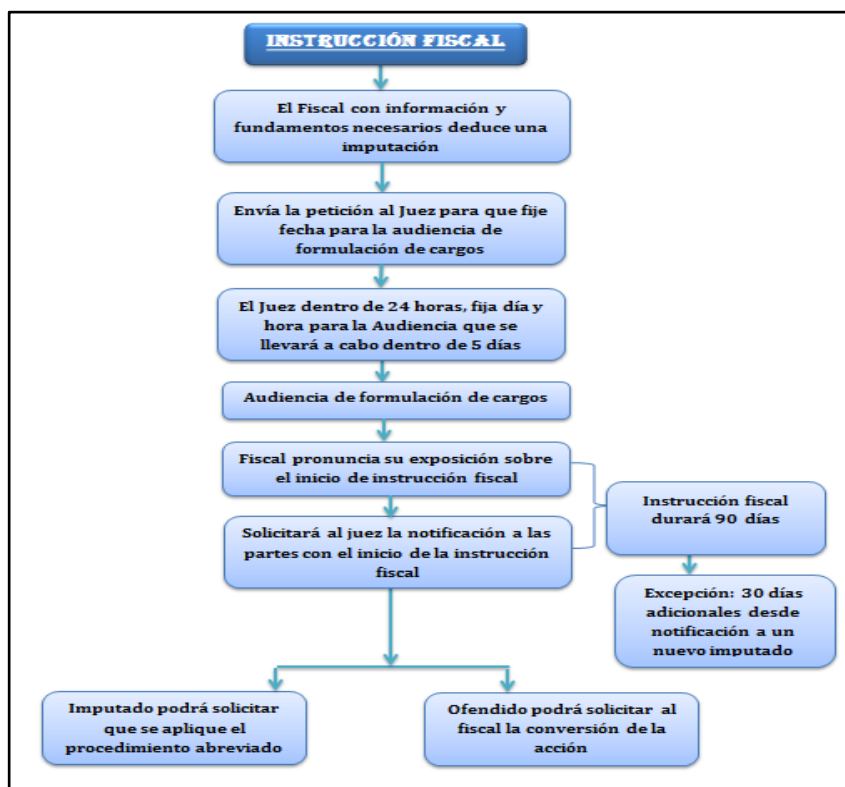 INSTRUCCIÓN FISCAL
El Fiscal con información y
fundamentos necesarios deduce una
imputación
Envía la petición al Juez para que fije
fecha para la audiencia de
formulación de cargos
El Juez dentro de 24 horas, fija día y
hora para la Audiencia que se
llevará a cabo dentro de 5 días
Audiencia de formulación de cargos
Fiscal pronuncia su exposición sobre
el inicio de instrucción fiscal
Solicitará al juez la notificación a las
partes con el inicio de la instrucción
fiscal
Instrucción fiscal
durará 90 días
Excepción: 30 días
adicionales desde
notificación a un
nuevo imputado
Imputado podrá solicitar
que se aplique el
procedimiento abreviado
Ofendido podrá solicitar al
fiscal la conversión de la
acción